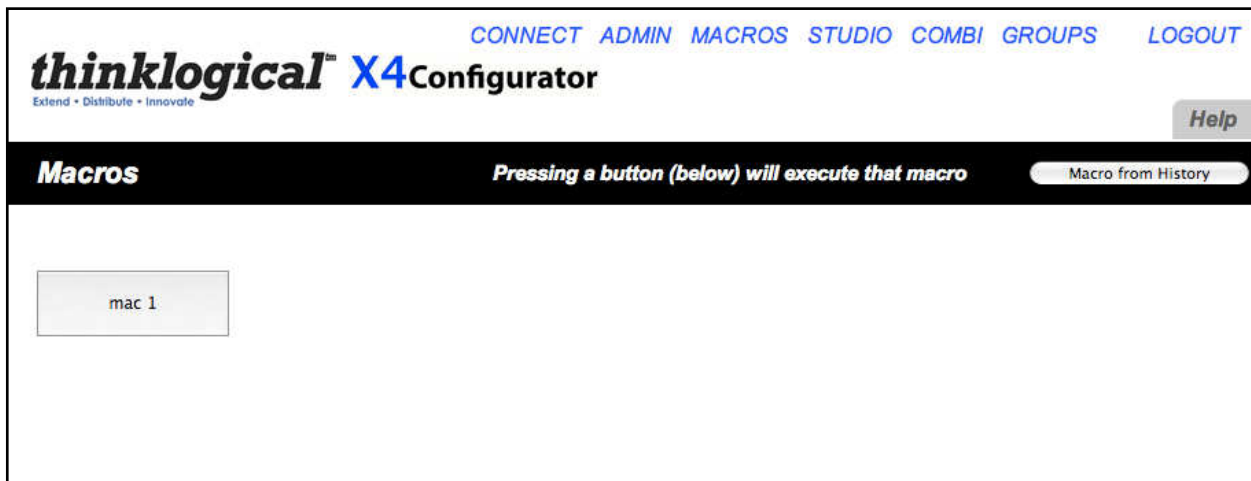 CONNECT ADMIN MACROS STUDIO COMBI GROUPS LOGOUT
thinklogical™ X4Configurator
Extend • Distribute • Innovate
Help
Macros Pressing a button (below) will execute that macro Macro from History
mac 1